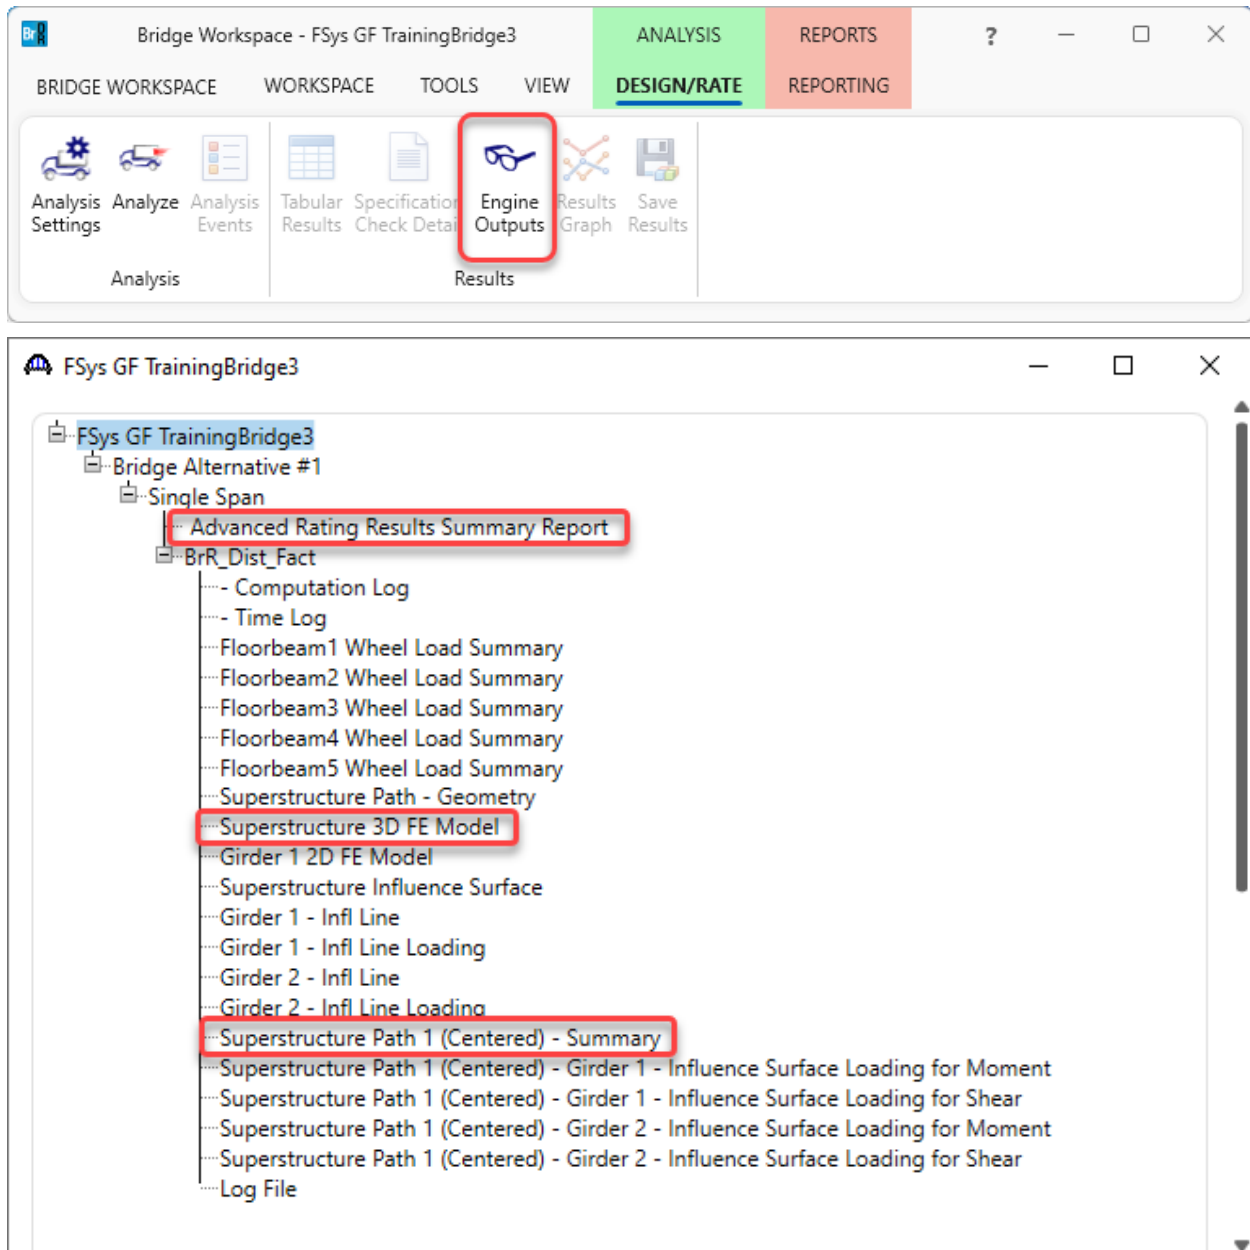 Br DR Bridge Workspace - FSys GF TrainingBridge3 ANALYSIS REPORTS ?
BRIDGE WORKSPACE WORKSPACE TOOLS VIEW DESIGN/RATE REPORTING
Analysis Settings
Analyze
Analysis Events
Tabular Results
Specification Check Detail
Engine Outputs
Results Graph
Save Results
Analysis
Results
FSys GF TrainingBridge3
FSys GF TrainingBridge3
Bridge Alternative #1
Single Span
Advanced Rating Results Summary Report
BrR_Dist_Fact
- Computation Log
- Time Log
Floorbeam1 Wheel Load Summary
Floorbeam2 Wheel Load Summary
Floorbeam3 Wheel Load Summary
Floorbeam4 Wheel Load Summary
Floorbeam5 Wheel Load Summary
Superstructure Path - Geometry
Superstructure 3D FE Model
Girder 1 2D FE Model
Superstructure Influence Surface
Girder 1 - Infl Line
Girder 1 - Infl Line Loading
Girder 2 - Infl Line
Girder 2 - Infl Line Loading
Superstructure Path 1 (Centered) - Summary
Superstructure Path 1 (Centered) - Girder 1 - Influence Surface Loading for Moment
Superstructure Path 1 (Centered) - Girder 1 - Influence Surface Loading for Shear
Superstructure Path 1 (Centered) - Girder 2 - Influence Surface Loading for Moment
Superstructure Path 1 (Centered) - Girder 2 - Influence Surface Loading for Shear
Log File